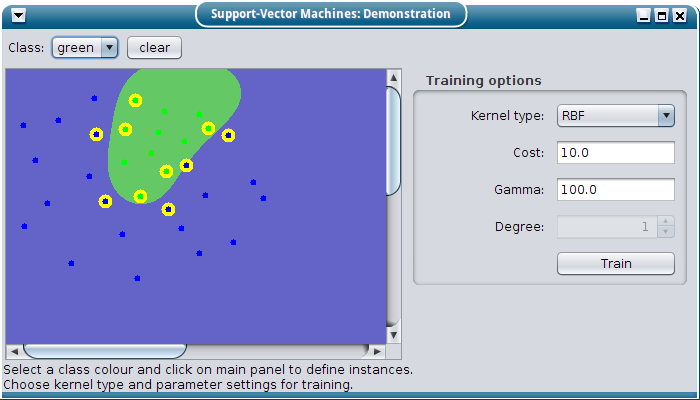 Support-Vector Machines: Demonstration
Class: green clear
Training options
Kernel type: RBF
Cost: 10.0
Gamma: 100.0
Degree: 1
Train
Select a class colour and click on main panel to define instances.
Choose kernel type and parameter settings for training.